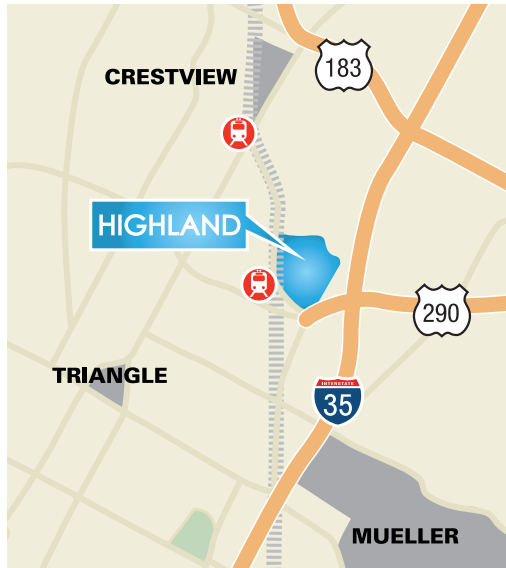 CRESTVIEW
183
HIGHLAND
290
TRIANGLE
INTERSTATE
35
MUELLER